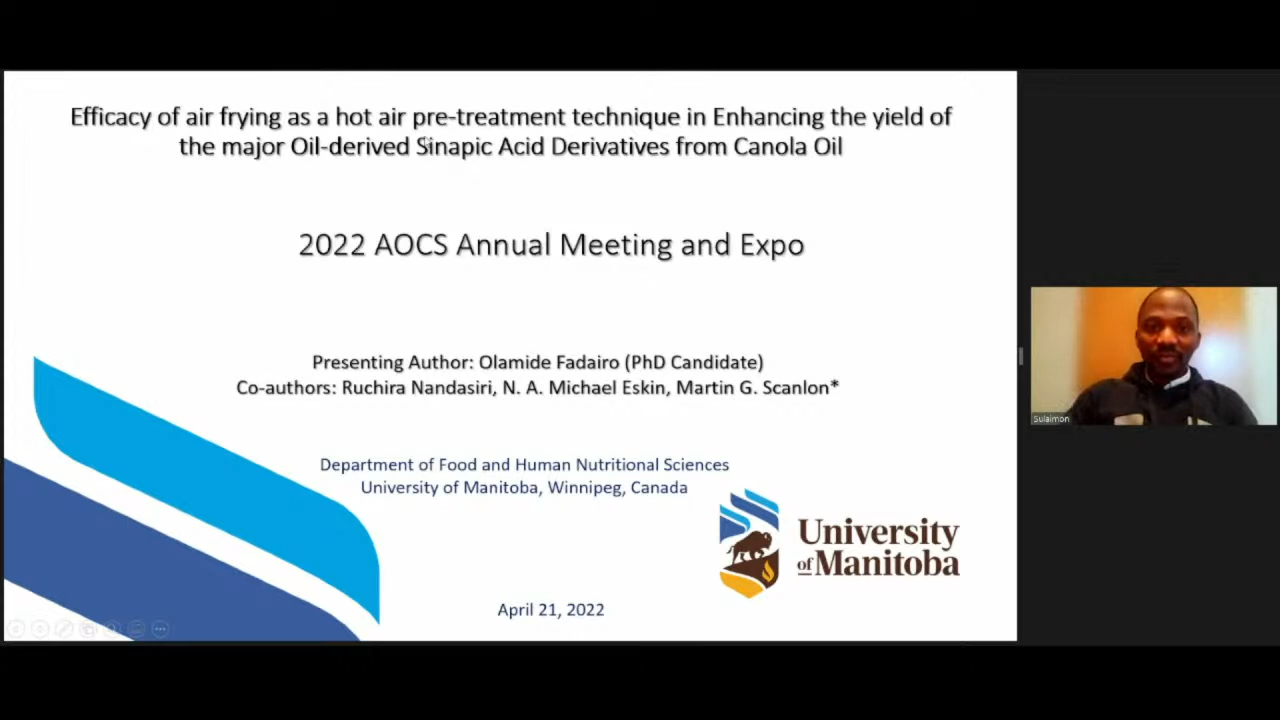 Efficacy of air frying as a hot air pre-treatment technique in Enhancing the yield of
the major Oil-derived Sinapic Acid Derivatives from Canola Oil
2022 AOCS Annual Meeting and Expo
Presenting Author: Olamide Fadairo (PhD Candidate)
Co-authors: Ruchira Nandasiri, N. A. Michael Eskin, Martin G. Scanlon*
Department of Food and Human Nutritional Sciences
University of Manitoba, Winnipeg, Canada
University
of Manitoba
April 21, 2022
Sulaimon